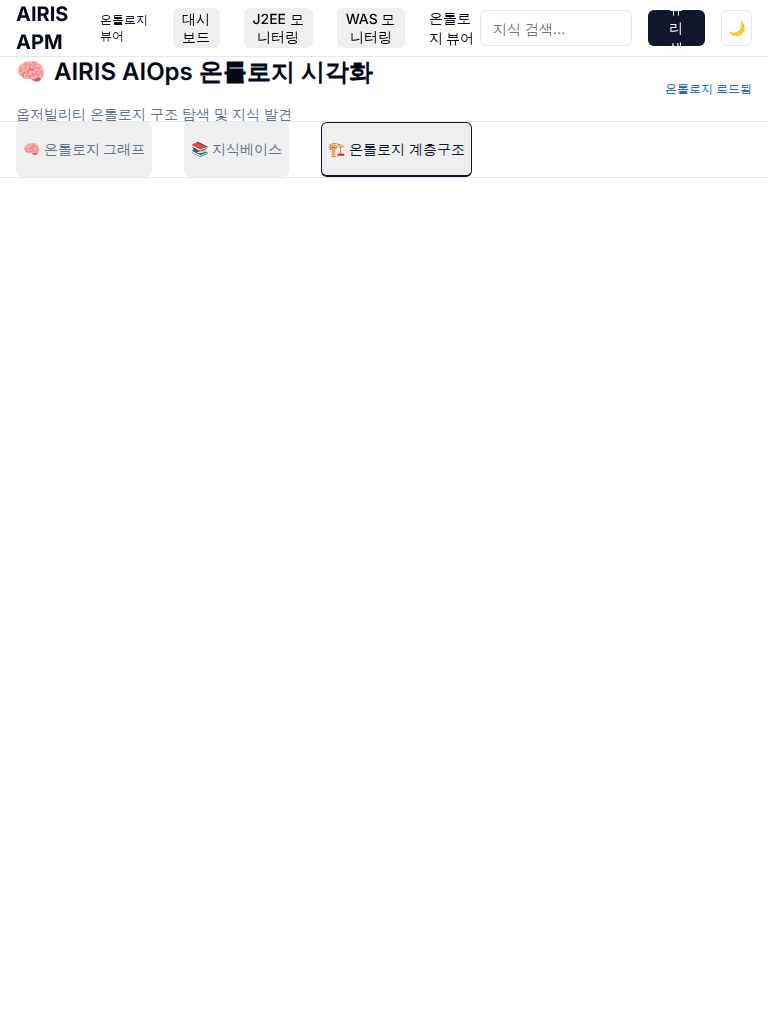 AIRIS
APM
온톨로지
뷰어
대시
보드
J2EE 모
니터링
WAS 모
니터링
온톨로
지 뷰어
지식 검색...
리
🌙
🧠 AIRIS AIOps 온톨로지 시각화
옵저빌리티 온톨로지 구조 탐색 및 지식 발견
온톨로지 로드됨
🧠 온톨로지 그래프
📚 지식베이스
🏗️ 온톨로지 계층구조